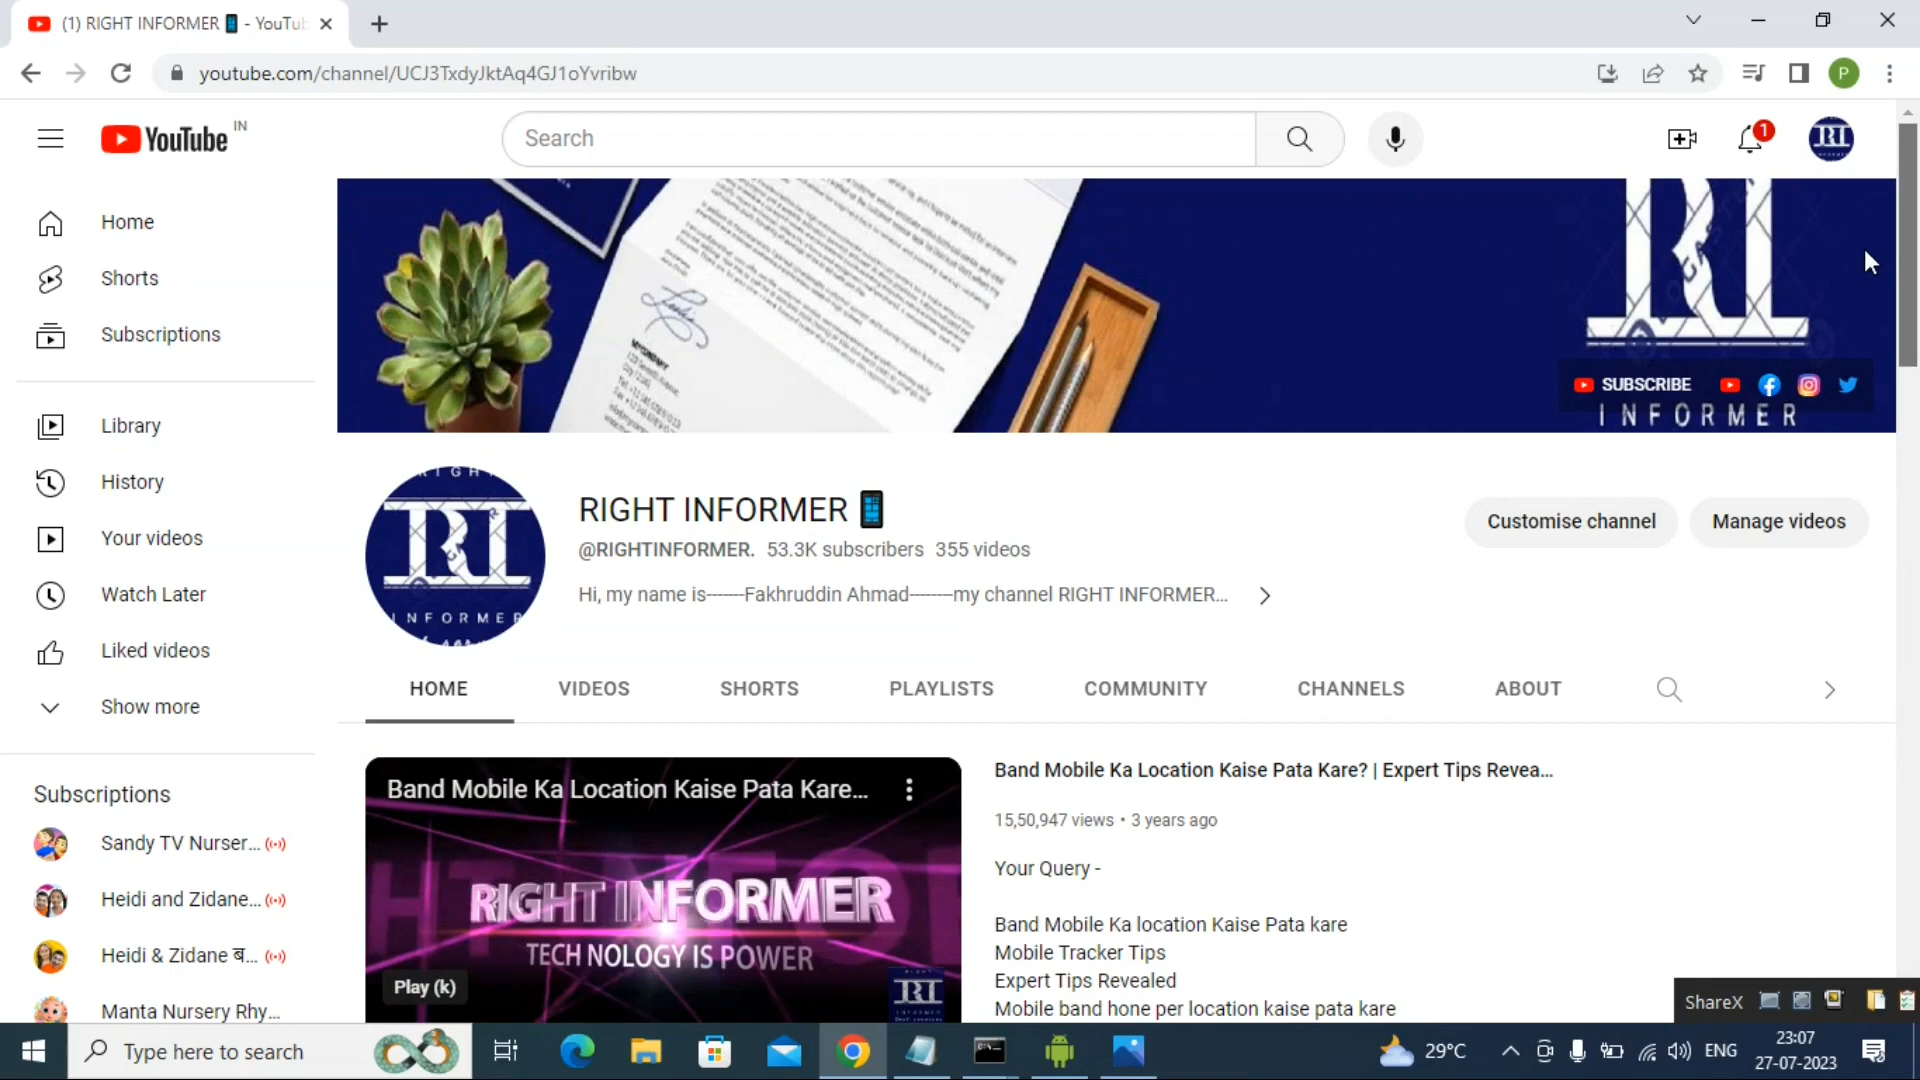 (1) RIGHT INFORMER📱 - YouTub
youtube.com/channel/UCJ3TxdyJktAq4GJ1oYvribw
P
YouTube IN
Search
1
RI
Home
Shorts
Subscriptions
Library
History
Your videos
Watch Later
Liked videos
Show more
Subscriptions
Sandy TV Nurser...
Heidi and Zidane...
Heidi & Zidane ब...
Manta Nursery Rhy...
RI
SUBSCRIBE
INFORMER
RI
INFORMER
RIGHT INFORMER📱
@RIGHTINFORMER. 53.3K subscribers 355 videos
Hi, my name is-------Fakhruddin Ahmad--------my channel RIGHT INFORMER...
Customise channel
Manage videos
HOME
VIDEOS
SHORTS
PLAYLISTS
COMMUNITY
CHANNELS
ABOUT
Band Mobile Ka Location Kaise Pata Kare...
RIGHT INFORMER
TECH NOLOGY IS POWER
Play (k)
RI
Band Mobile Ka Location Kaise Pata Kare? | Expert Tips Revea...
15,50,947 views • 3 years ago
Your Query -
Band Mobile Ka location Kaise Pata kare
Mobile Tracker Tips
Expert Tips Revealed
Mobile band hone per location kaise pata kare
ShareX
Type here to search
29°C
ENG
23:07
27-07-2023